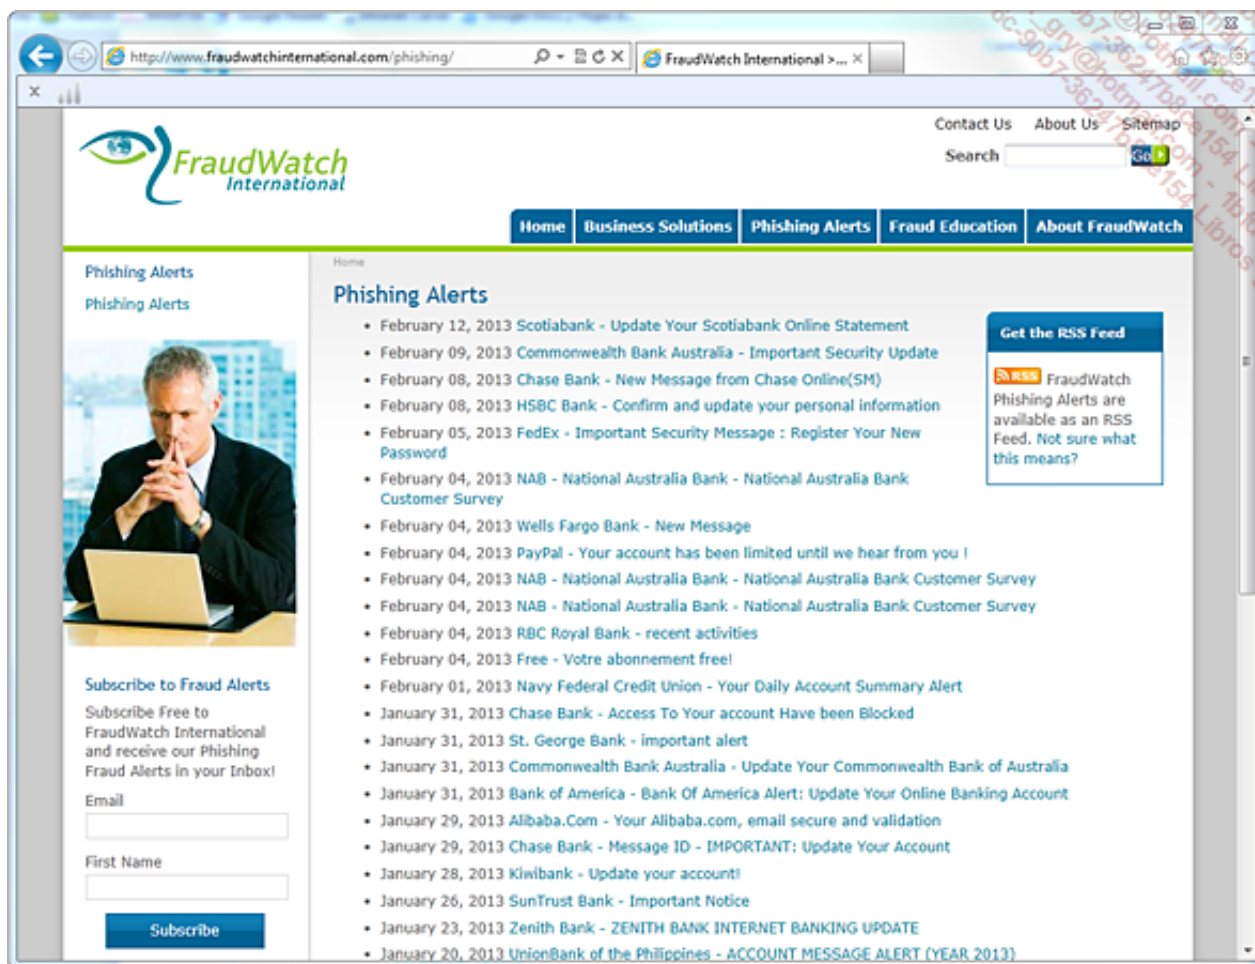 http://www.fraudwatchinternational.com/phishing/
FraudWatch International >...
Contact Us About Us Sitemap
Search Go
FraudWatch
International
Home Business Solutions Phishing Alerts Fraud Education About FraudWatch
Phishing Alerts
Phishing Alerts
Subscribe to Fraud Alerts
Subscribe Free to
FraudWatch International
and receive our Phishing
Fraud Alerts in your Inbox!
Email
First Name
Subscribe
Home
Phishing Alerts
• February 12, 2013 Scotiabank - Update Your Scotiabank Online Statement
• February 09, 2013 Commonwealth Bank Australia - Important Security Update
• February 08, 2013 Chase Bank - New Message from Chase Online(SM)
• February 08, 2013 HSBC Bank - Confirm and update your personal information
• February 05, 2013 FedEx - Important Security Message : Register Your New
Password
• February 04, 2013 NAB - National Australia Bank - National Australia Bank
Customer Survey
• February 04, 2013 Wells Fargo Bank - New Message
• February 04, 2013 PayPal - Your account has been limited until we hear from you !
• February 04, 2013 NAB - National Australia Bank - National Australia Bank Customer Survey
• February 04, 2013 NAB - National Australia Bank - National Australia Bank Customer Survey
• February 04, 2013 RBC Royal Bank - recent activities
• February 04, 2013 Free - Votre abonnement free!
• February 01, 2013 Navy Federal Credit Union - Your Daily Account Summary Alert
• January 31, 2013 Chase Bank - Access To Your account Have been Blocked
• January 31, 2013 St. George Bank - important alert
• January 31, 2013 Commonwealth Bank Australia - Update Your Commonwealth Bank of Australia
• January 31, 2013 Bank of America - Bank Of America Alert: Update Your Online Banking Account
• January 29, 2013 Alibaba.Com - Your Alibaba.com, email secure and validation
• January 29, 2013 Chase Bank - Message ID - IMPORTANT: Update Your Account
• January 28, 2013 Kiwibank - Update your account!
• January 26, 2013 SunTrust Bank - Important Notice
• January 23, 2013 Zenith Bank - ZENITH BANK INTERNET BANKING UPDATE
• January 20, 2013 UnionBank of the Philippines - ACCOUNT MESSAGE ALERT (YEAR 2013)
Get the RSS Feed
RSS FraudWatch
Phishing Alerts are
available as an RSS
Feed. Not sure what
this means?